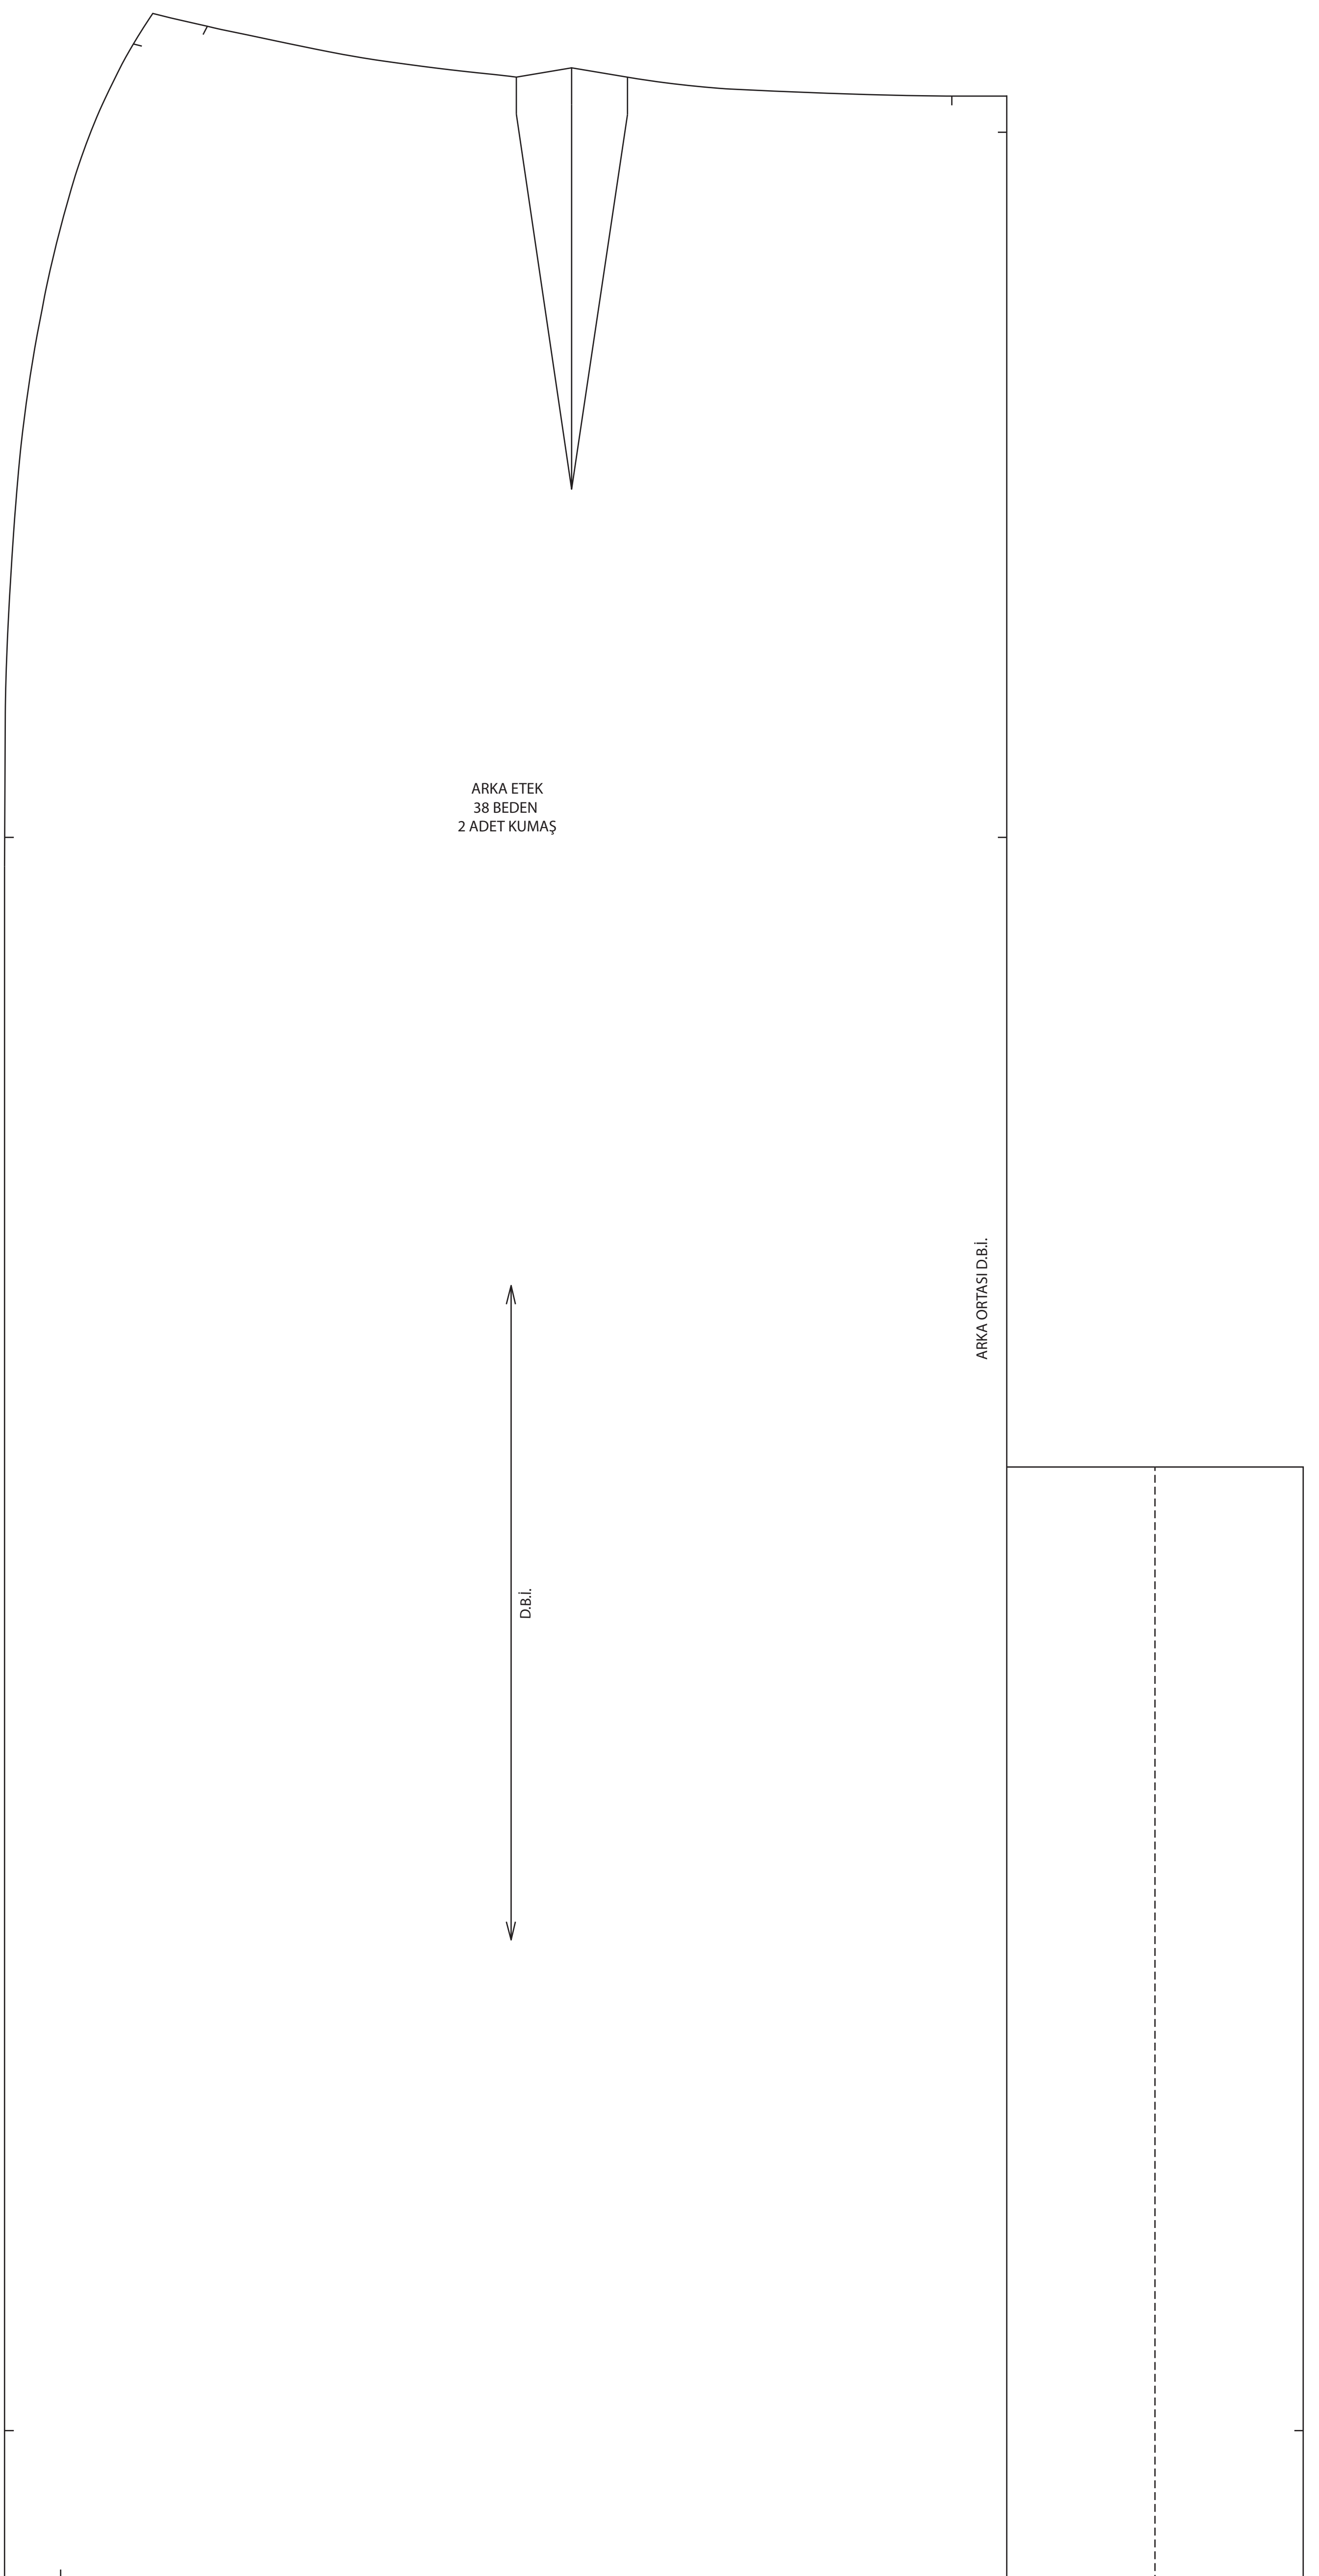 ARKA ETEK
38 BEDEN
2 ADET KUMAŞ
ARKA ORTASI D.B.İ.
D.B.İ.